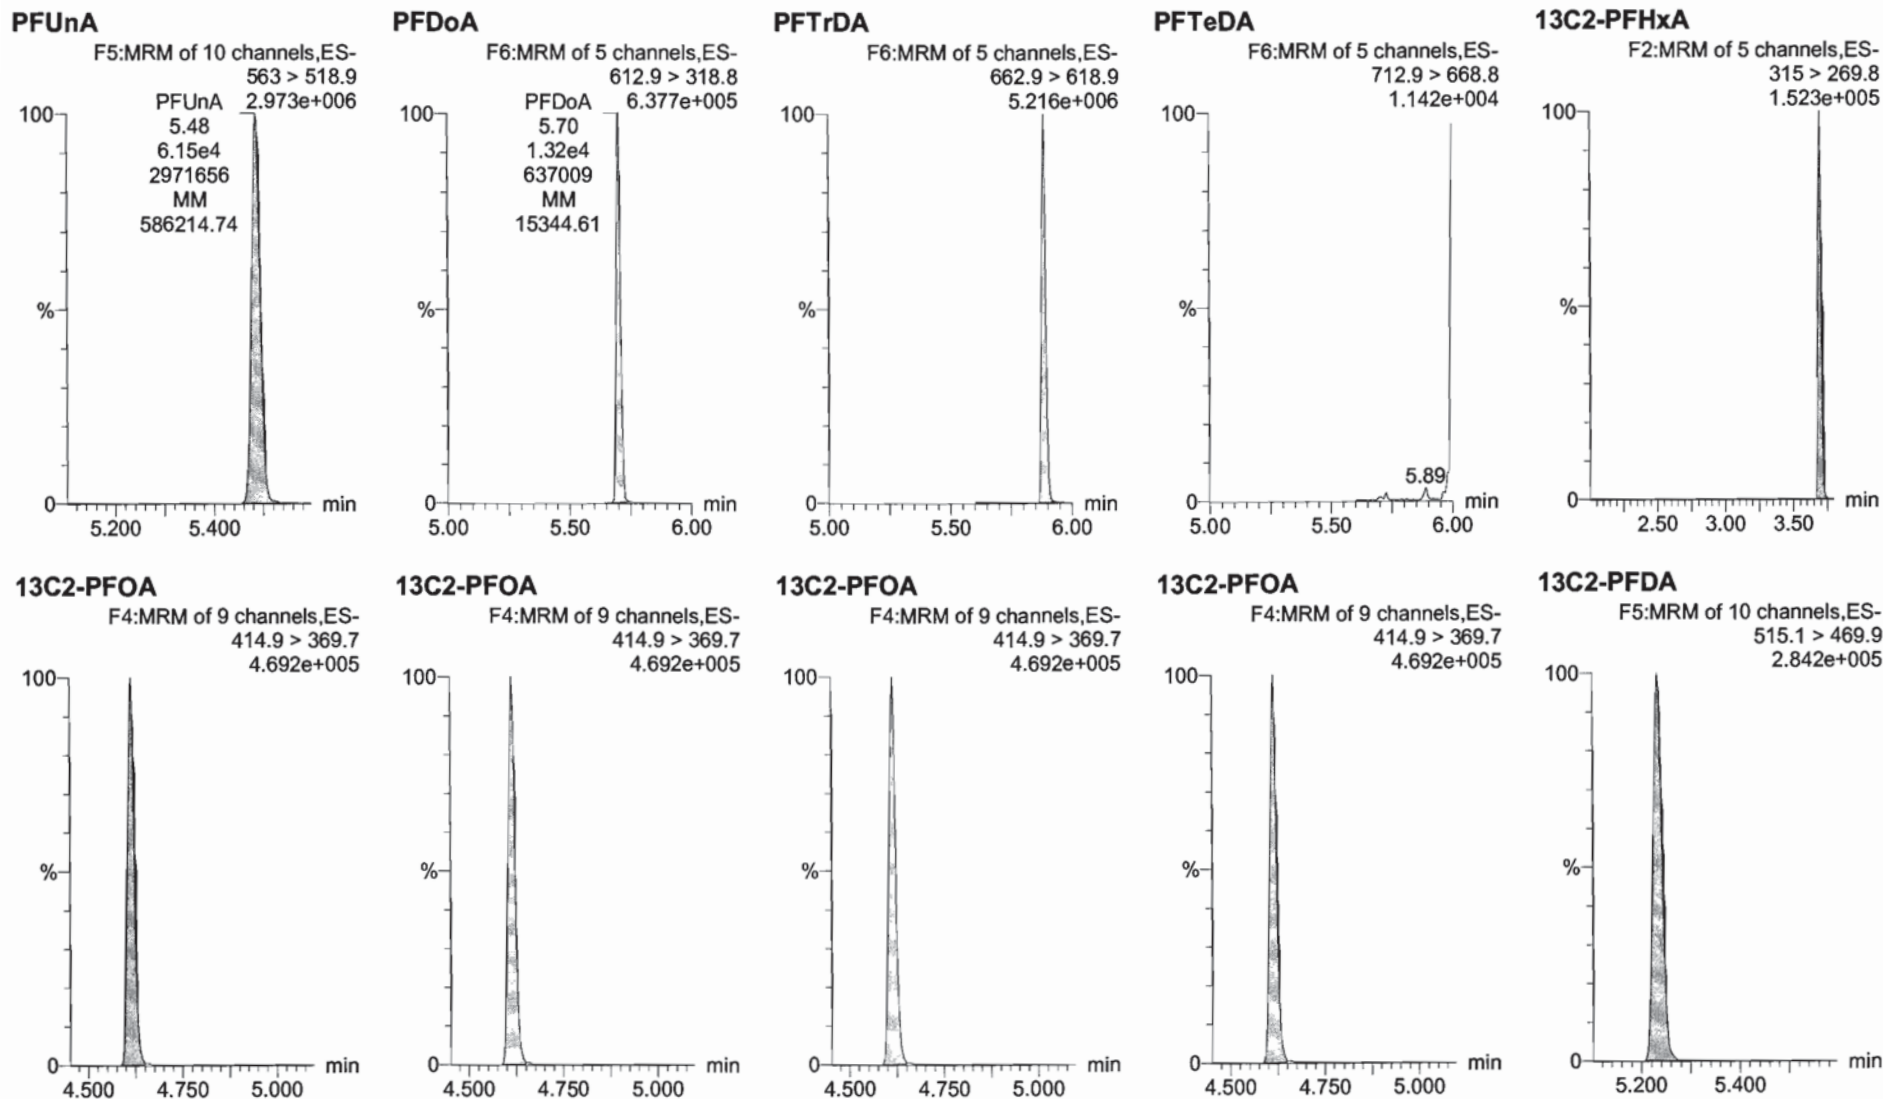 PFUnA
F5:MRM of 10 channels,ES-
563 > 518.9
2.973e+006
PFUnA
5.48
6.15e4
2971656
MM
586214.74
100
%
0
5.200 5.400 min
PFDoA
F6:MRM of 5 channels,ES-
612.9 > 318.8
6.377e+005
PFDoA
5.70
1.32e4
637009
MM
15344.61
100
%
0
5.00 5.50 6.00 min
PFTrDA
F6:MRM of 5 channels,ES-
662.9 > 618.9
5.216e+006
100
%
0
5.00 5.50 6.00 min
PFTeDA
F6:MRM of 5 channels,ES-
712.9 > 668.8
1.142e+004
100
%
5.89
0
5.00 5.50 6.00 min
13C2-PFHxA
F2:MRM of 5 channels,ES-
315 > 269.8
1.523e+005
100
%
0
2.50 3.00 3.50 min
13C2-PFOA
F4:MRM of 9 channels,ES-
414.9 > 369.7
4.692e+005
100
%
0
4.500 4.750 5.000 min
13C2-PFOA
F4:MRM of 9 channels,ES-
414.9 > 369.7
4.692e+005
100
%
0
4.500 4.750 5.000 min
13C2-PFOA
F4:MRM of 9 channels,ES-
414.9 > 369.7
4.692e+005
100
%
0
4.500 4.750 5.000 min
13C2-PFOA
F4:MRM of 9 channels,ES-
414.9 > 369.7
4.692e+005
100
%
0
4.500 4.750 5.000 min
13C2-PFDA
F5:MRM of 10 channels,ES-
515.1 > 469.9
2.842e+005
100
%
0
5.200 5.400 min